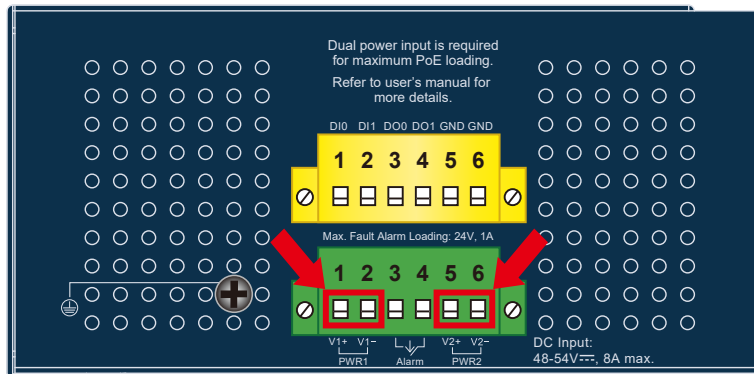 Dual power input is required
for maximum PoE loading.
Refer to user's manual for
more details.
DI0 DI1 DO0 DO1 GND GND
1 2 3 4 5 6
Max. Fault Alarm Loading: 24V, 1A
1 2 3 4 5 6
V1+ V1− V2+ V2−
PWR1 Alarm PWR2
DC Input:
48-54V⎓, 8A max.